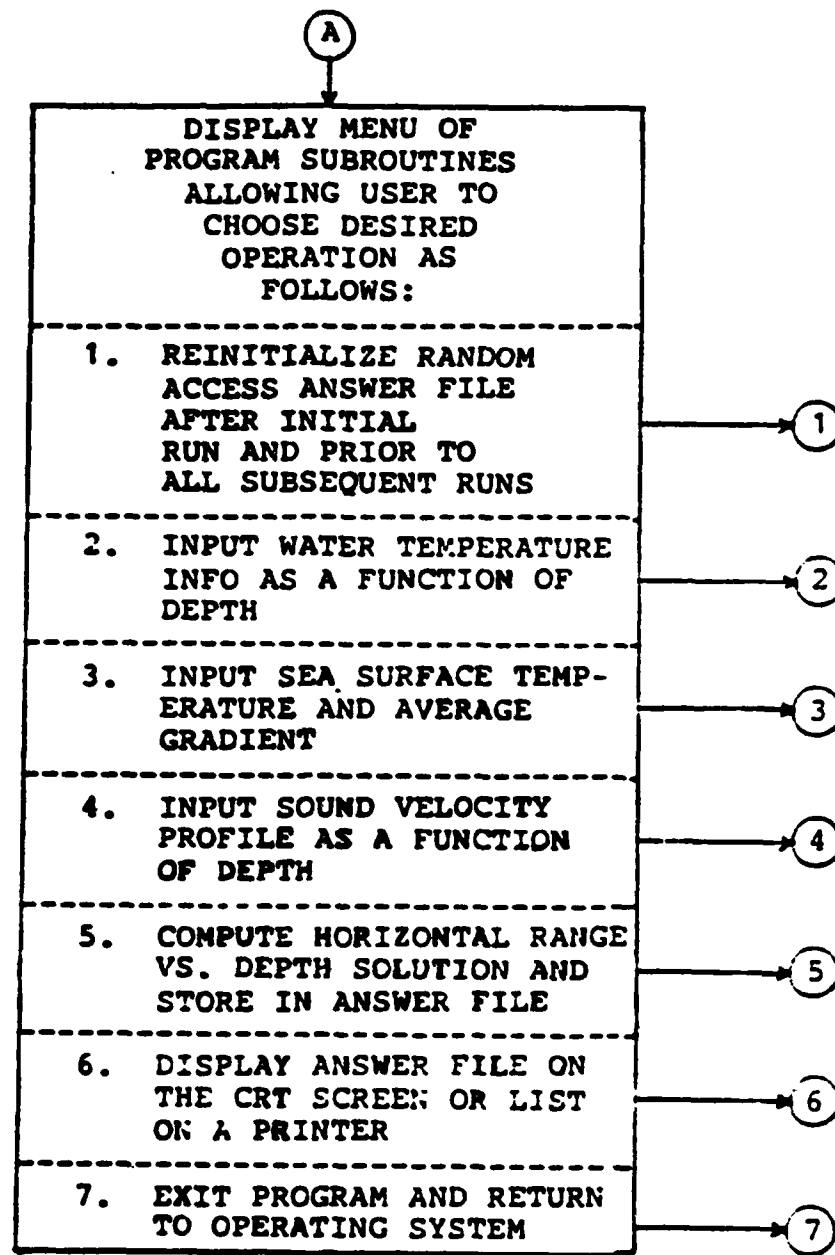 A
DISPLAY MENU OF
PROGRAM SUBROUTINES
ALLOWING USER TO
CHOOSE DESIRED
OPERATION AS
FOLLOWS:
1. REINITIALIZE RANDOM
ACCESS ANSWER FILE
AFTER INITIAL
RUN AND PRIOR TO
ALL SUBSEQUENT RUNS
1
2. INPUT WATER TEMPERATURE
INFO AS A FUNCTION OF
DEPTH
2
3. INPUT SEA SURFACE TEMP-
ERATURE AND AVERAGE
GRADIENT
3
4. INPUT SOUND VELOCITY
PROFILE AS A FUNCTION
OF DEPTH
4
5. COMPUTE HORIZONTAL RANGE
VS. DEPTH SOLUTION AND
STORE IN ANSWER FILE
5
6. DISPLAY ANSWER FILE ON
THE CRT SCREEN OR LIST
ON A PRINTER
6
7. EXIT PROGRAM AND RETURN
TO OPERATING SYSTEM
7